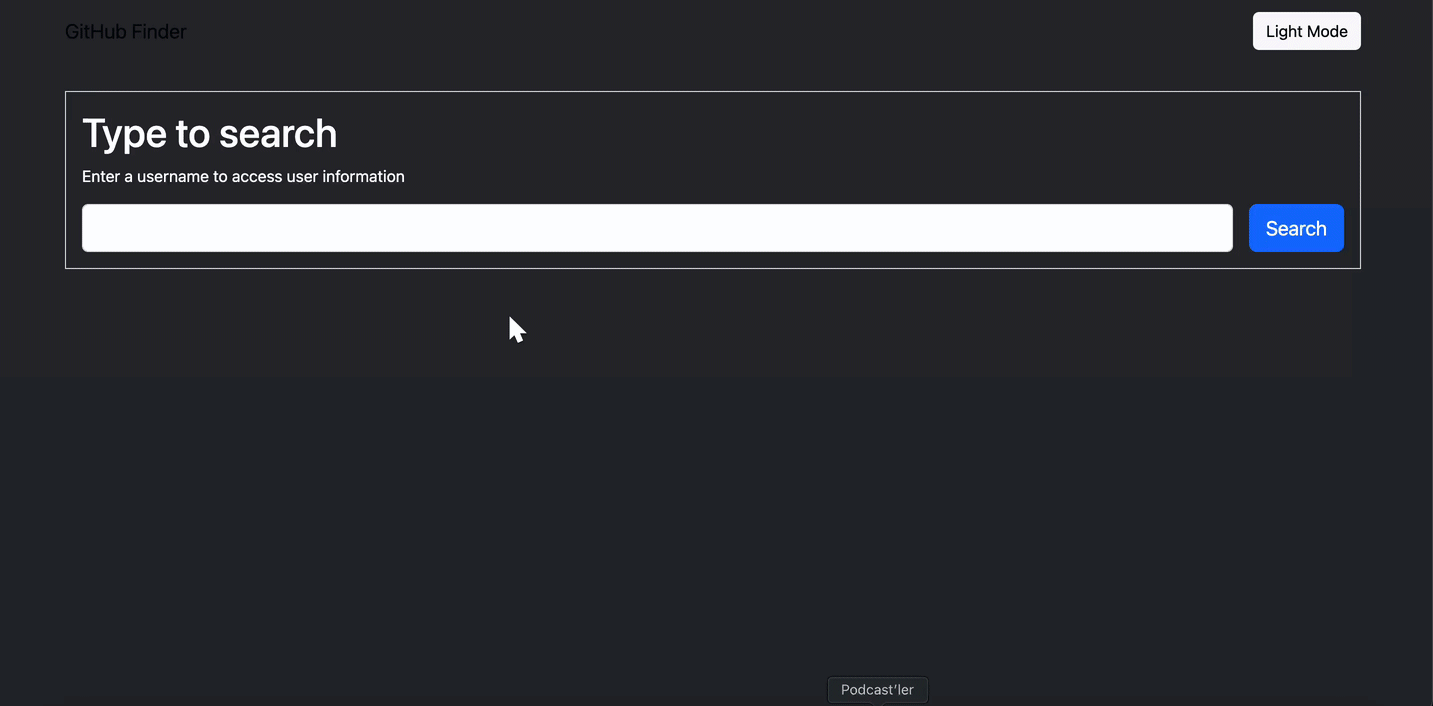 GitHub Finder
Light Mode
Type to search
Enter a username to access user information
Search
Podcast'ler